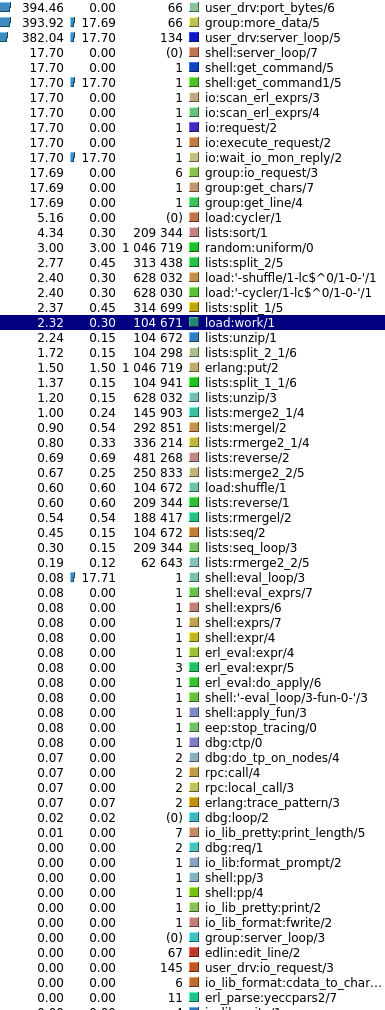 394.46 0.00 66 user_drv:port_bytes/6
393.92 17.69 66 group:more_data/5
382.04 17.70 134 user_drv:server_loop/5
17.70 0.00 (0) shell:server_loop/7
17.70 0.00 1 shell:get_command/5
17.70 17.70 1 shell:get_command1/5
17.70 0.00 1 io:scan_erl_exprs/3
17.70 0.00 1 io:scan_erl_exprs/4
17.70 0.00 1 io:request/2
17.70 0.00 1 io:execute_request/2
17.70 17.70 1 io:wait_io_mon_reply/2
17.69 0.00 6 group:io_request/3
17.69 0.00 1 group:get_chars/7
17.69 0.00 1 group:get_line/4
5.16 0.00 (0) load:cycler/1
4.34 0.30 209 344 lists:sort/1
3.00 3.00 1 046 719 random:uniform/0
2.77 0.45 313 438 lists:split_2/5
2.40 0.30 628 032 load:'-shuffle/1-lc$^0/1-0-'/1
2.40 0.30 628 030 load:'-cycler/1-lc$^0/1-0-'/1
2.37 0.45 314 699 lists:split_1/5
2.32 0.30 104 671 load:work/1
2.24 0.15 104 672 lists:unzip/1
1.72 0.15 104 298 lists:split_2_1/6
1.50 1.50 1 046 719 erlang:put/2
1.37 0.15 104 941 lists:split_1_1/6
1.20 0.15 628 032 lists:unzip/3
1.00 0.24 145 903 lists:merge2_1/4
0.90 0.54 292 851 lists:mergel/2
0.80 0.33 336 214 lists:rmerge2_1/4
0.69 0.69 481 268 lists:reverse/2
0.67 0.25 250 833 lists:merge2_2/5
0.60 0.60 104 672 load:shuffle/1
0.60 0.60 209 344 lists:reverse/1
0.54 0.54 188 417 lists:rmergel/2
0.45 0.15 104 672 lists:seq/2
0.30 0.15 209 344 lists:seq_loop/3
0.19 0.12 62 643 lists:rmerge2_2/5
0.08 17.71 1 shell:eval_loop/3
0.08 0.00 1 shell:eval_exprs/7
0.08 0.00 1 shell:exprs/6
0.08 0.00 1 shell:exprs/7
0.08 0.00 1 shell:expr/4
0.08 0.00 1 erl_eval:expr/4
0.08 0.00 3 erl_eval:expr/5
0.08 0.00 1 erl_eval:do_apply/6
0.08 0.00 1 shell:'-eval_loop/3-fun-0-'/3
0.08 0.00 1 shell:apply_fun/3
0.08 0.00 1 eep:stop_tracing/0
0.08 0.00 1 dbg:ctp/0
0.07 0.00 2 dbg:do_tp_on_nodes/4
0.07 0.00 2 rpc:call/4
0.07 0.00 2 rpc:local_call/3
0.07 0.07 2 erlang:trace_pattern/3
0.02 0.02 (0) dbg:loop/2
0.01 0.00 7 io_lib_pretty:print_length/5
0.00 0.00 2 dbg:req/1
0.00 0.00 1 io_lib:format_prompt/2
0.00 0.00 1 shell:pp/3
0.00 0.00 1 shell:pp/4
0.00 0.00 1 io_lib_pretty:print/2
0.00 0.00 1 io_lib_format:fwrite/2
0.00 0.00 (0) group:server_loop/3
0.00 0.00 67 edlin:edit_line/2
0.00 0.00 145 user_drv:io_request/3
0.00 0.00 6 io_lib_format:cdata_to_char...
0.00 0.00 11 erl_parse:yeccpars2/7